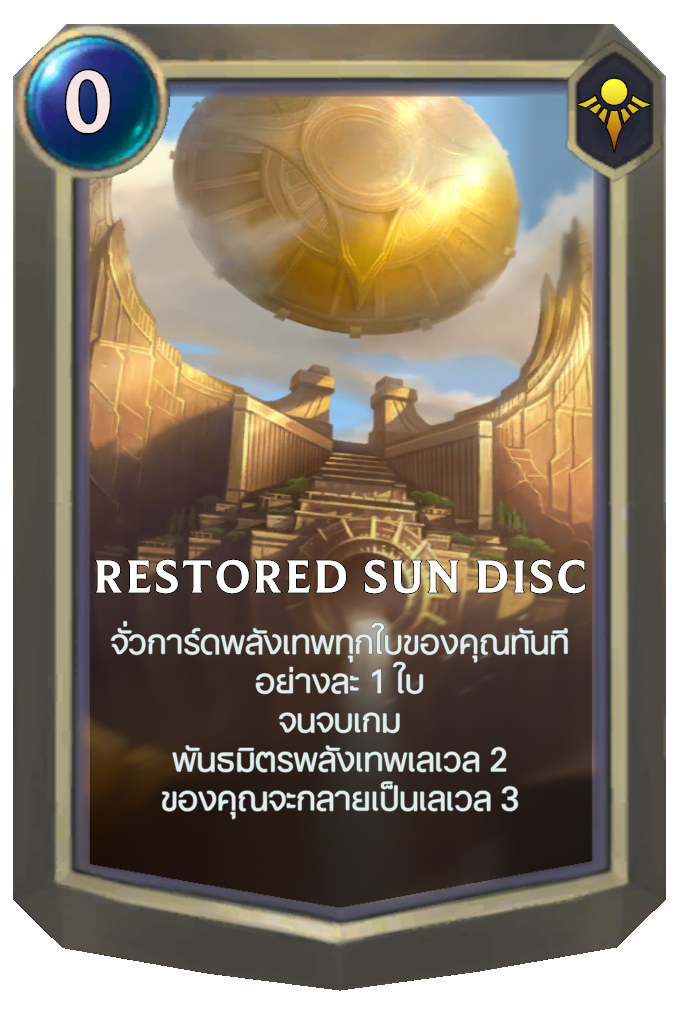 0
RESTORED SUN DISC
จั่วการ์ดพลังเทพทุกใบของคุณทันที
อย่างละ 1 ใบ
จนจบเกม
พันธมิตรพลังเทพเลเวล 2
ของคุณจะกลายเป็นเลเวล 3